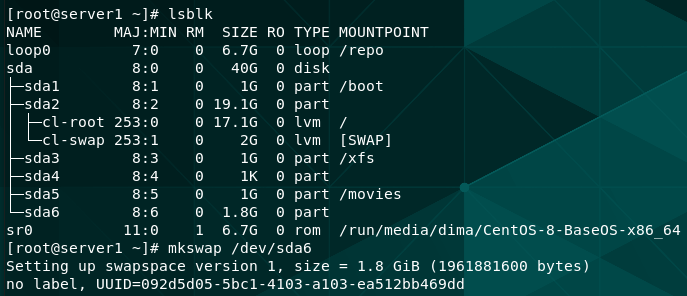 [root@server1 ~]# lsblk
NAME        MAJ:MIN RM  SIZE RO TYPE MOUNTPOINT
loop0         7:0    0  6.7G  0 loop /repo
sda           8:0    0   40G  0 disk
├─sda1        8:1    0    1G  0 part /boot
├─sda2        8:2    0 19.1G  0 part
│ ├─cl-root 253:0    0 17.1G  0 lvm  /
│ └─cl-swap 253:1    0    2G  0 lvm  [SWAP]
├─sda3        8:3    0    1G  0 part /xfs
├─sda4        8:4    0    1K  0 part
├─sda5        8:5    0    1G  0 part /movies
└─sda6        8:6    0  1.8G  0 part
sr0          11:0    1  6.7G  0 rom  /run/media/dima/CentOS-8-BaseOS-x86_64
[root@server1 ~]# mkswap /dev/sda6
Setting up swapspace version 1, size = 1.8 GiB (1961881600 bytes)
no label, UUID=092d5d05-5bc1-4103-a103-ea512bb469dd